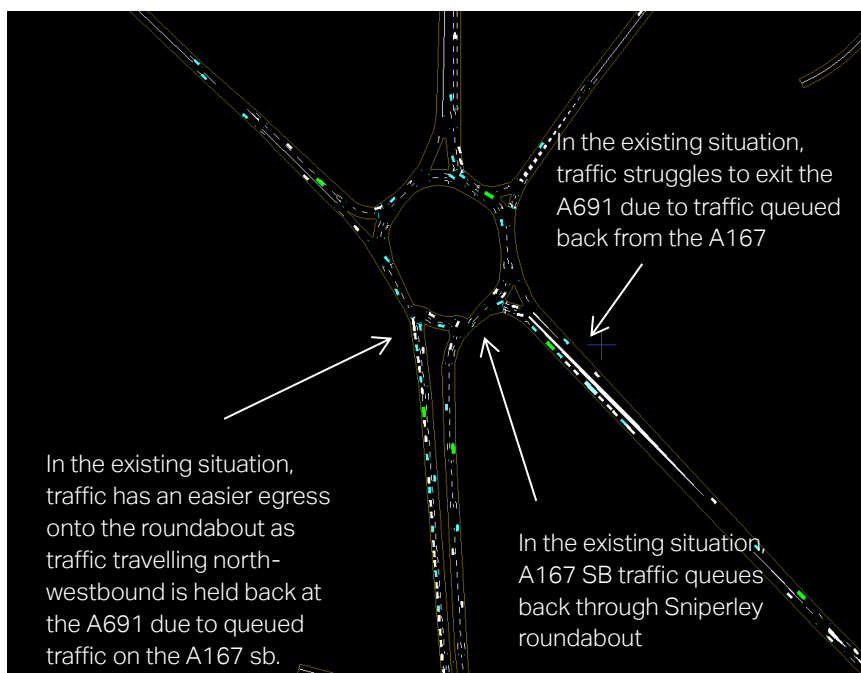 In the existing situation,
traffic struggles to exit the
A691 due to traffic queued
back from the A167
In the existing situation,
traffic has an easier egress
onto the roundabout as
traffic travelling north-
westbound is held back at
the A691 due to queued
traffic on the A167 sb.
In the existing situation,
A167 SB traffic queues
back through Sniperley
roundabout